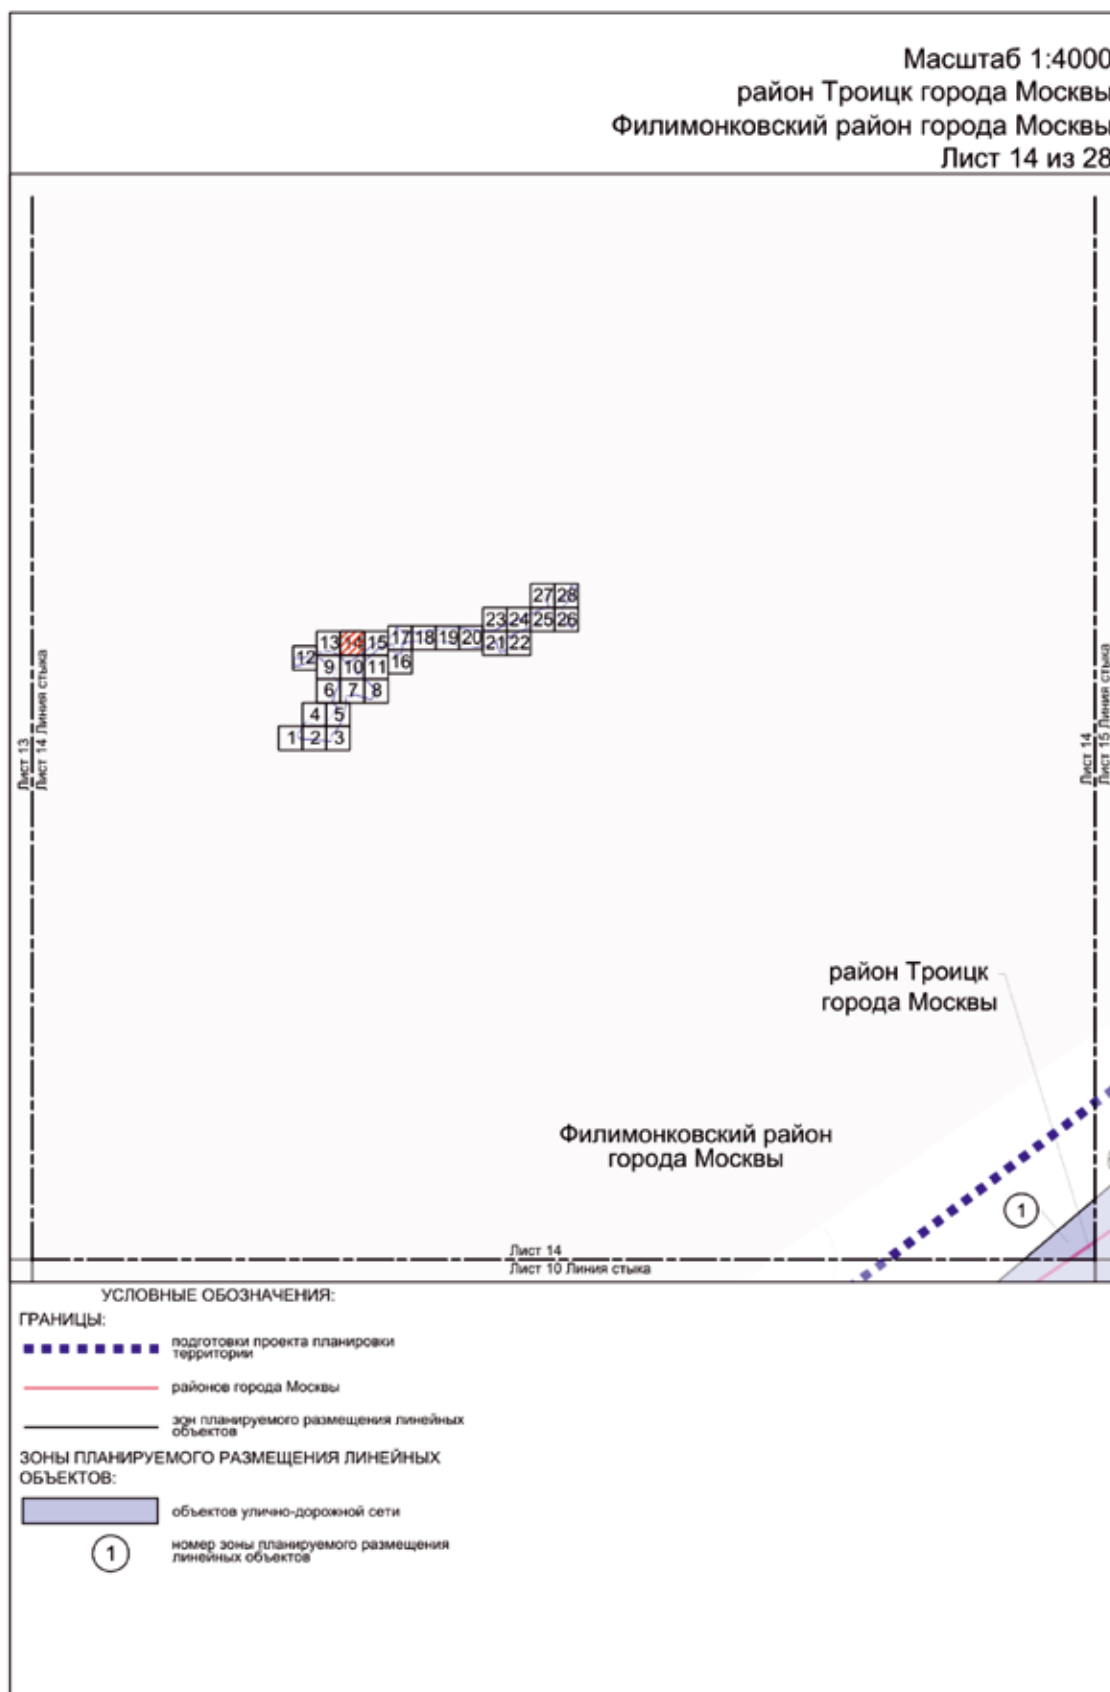 Масштаб 1:4000
район Троицк города Москвы
Филимонковский район города Москвы
Лист 14 из 28
27 28
23 24 25 26
13 14 15 17 18 19 20 21 22
12 9 10 11 16
6 7 8
4 5
1 2 3
Лист 13
Лист 14 Линия стыка
Лист 14
Лист 15 Линия стыка
район Троицк
города Москвы
Филимонковский район
города Москвы
1
Лист 14
Лист 10 Линия стыка
УСЛОВНЫЕ ОБОЗНАЧЕНИЯ:
ГРАНИЦЫ:
подготовки проекта планировки
территории
районов города Москвы
зон планируемого размещения линейных
объектов
ЗОНЫ ПЛАНИРУЕМОГО РАЗМЕЩЕНИЯ ЛИНЕЙНЫХ
ОБЪЕКТОВ:
объектов улично-дорожной сети
1
номер зоны планируемого размещения
линейных объектов